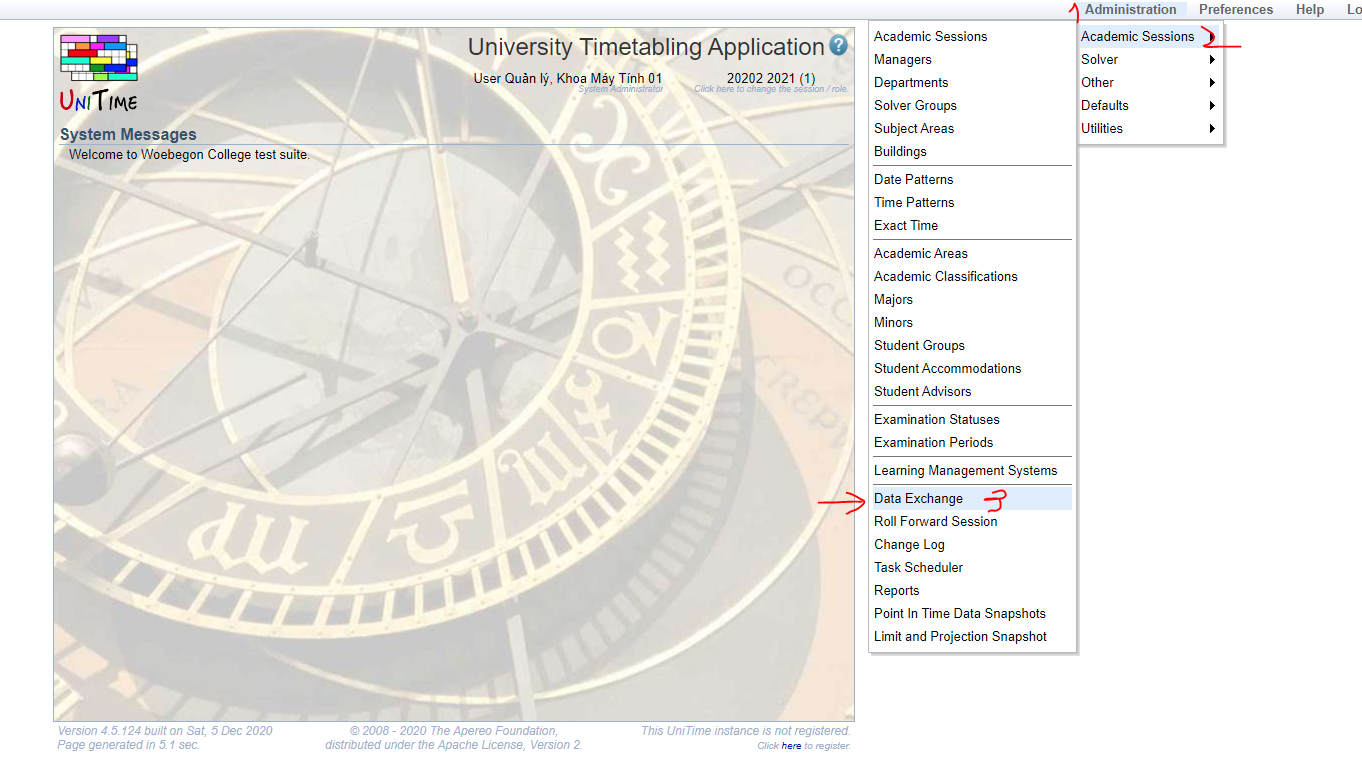 Administration Preferences Help Lo
1
University Timetabling Application ?
User Quản lý, Khoa Máy Tính 01 20202 2021 (1)
System Administrator Click here to change the session / role.
UNITIME
System Messages
Welcome to Woebegon College test suite.
Academic Sessions
Managers
Departments
Solver Groups
Subject Areas
Buildings
Date Patterns
Time Patterns
Exact Time
Academic Areas
Academic Classifications
Majors
Minors
Student Groups
Student Accommodations
Student Advisors
Examination Statuses
Examination Periods
Learning Management Systems
Data Exchange 3
Roll Forward Session
Change Log
Task Scheduler
Reports
Point In Time Data Snapshots
Limit and Projection Snapshot
Academic Sessions 2
Solver
Other
Defaults
Utilities
Version 4.5.124 built on Sat, 5 Dec 2020 © 2008 - 2020 The Apereo Foundation, This UniTime instance is not registered.
Page generated in 5.1 sec. distributed under the Apache License, Version 2. Click here to register.